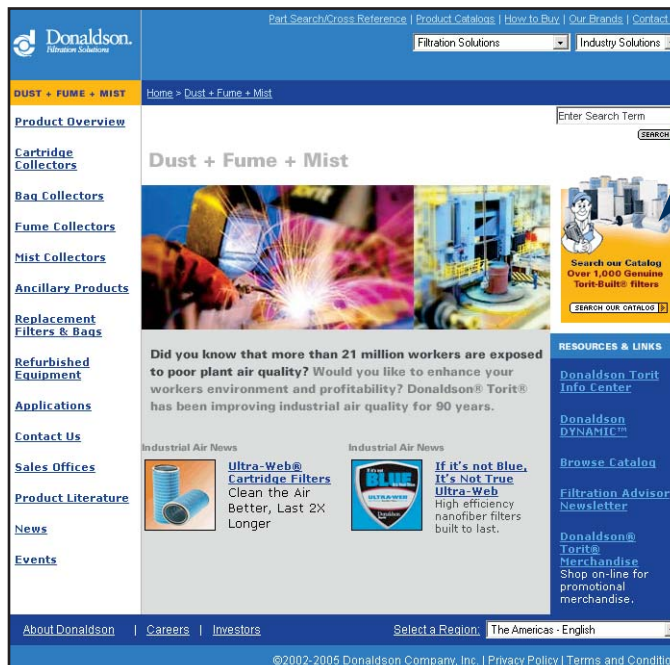 Part Search/Cross Reference | Product Catalogs | How to Buy | Our Brands | Contact
Donaldson.
Filtration Solutions
Filtration Solutions
Industry Solutions
DUST + FUME + MIST
Home > Dust + Fume + Mist
Enter Search Term
SEARCH
Product Overview
Cartridge
Collectors
Bag Collectors
Fume Collectors
Mist Collectors
Ancillary Products
Replacement
Filters & Bags
Refurbished
Equipment
Applications
Contact Us
Sales Offices
Product Literature
News
Events
Dust + Fume + Mist
Did you know that more than 21 million workers are exposed
to poor plant air quality? Would you like to enhance your
workers environment and profitability? Donaldson® Torit®
has been improving industrial air quality for 90 years.
Industrial Air News
Ultra-Web®
Cartridge Filters
Clean the Air
Better, Last 2X
Longer
Industrial Air News
BLUE
ULTRA-WEB
Donaldson
If it's not Blue,
It's Not True
Ultra-Web
High efficiency
nanofiber filters
built to last.
Search our Catalog
Over 1,000 Genuine
Torit-Built® filters
SEARCH OUR CATALOG
RESOURCES & LINKS
Donaldson Torit
Info Center
Donaldson
DYNAMIC™
Browse Catalog
Filtration Advisor
Newsletter
Donaldson®
Torit®
Merchandise
Shop on-line for
promotional
merchandise.
About Donaldson | Careers | Investors
Select a Region: The Americas - English
©2002-2005 Donaldson Company, Inc. | Privacy Policy | Terms and Conditio